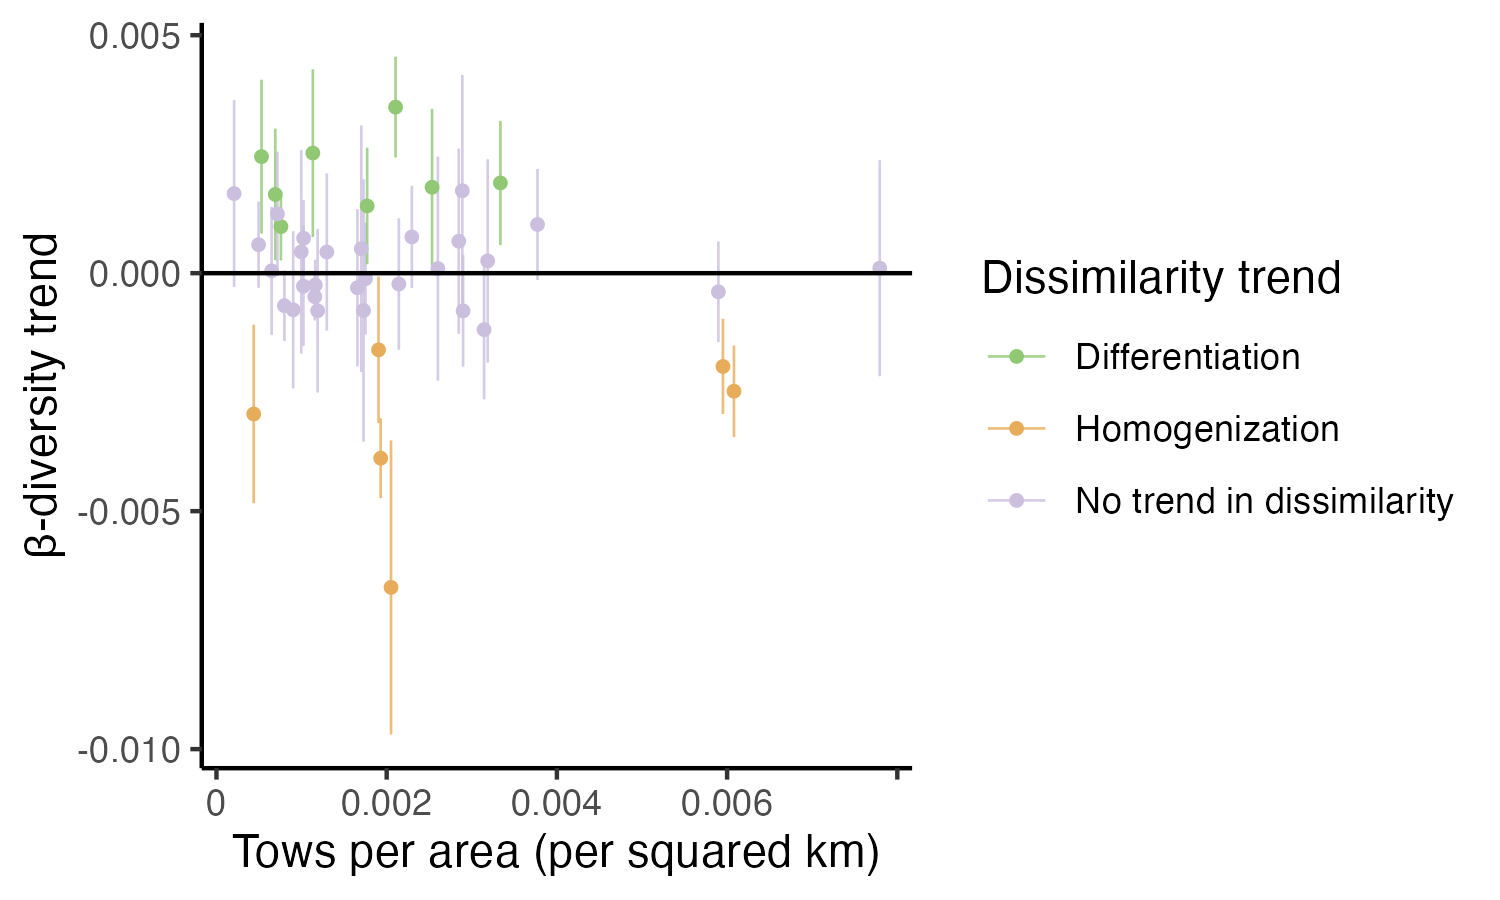 0.005
0.000
-0.005
-0.010
β-diversity trend
0 0.002 0.004 0.006
Tows per area (per squared km)
Dissimilarity trend
Differentiation
Homogenization
No trend in dissimilarity